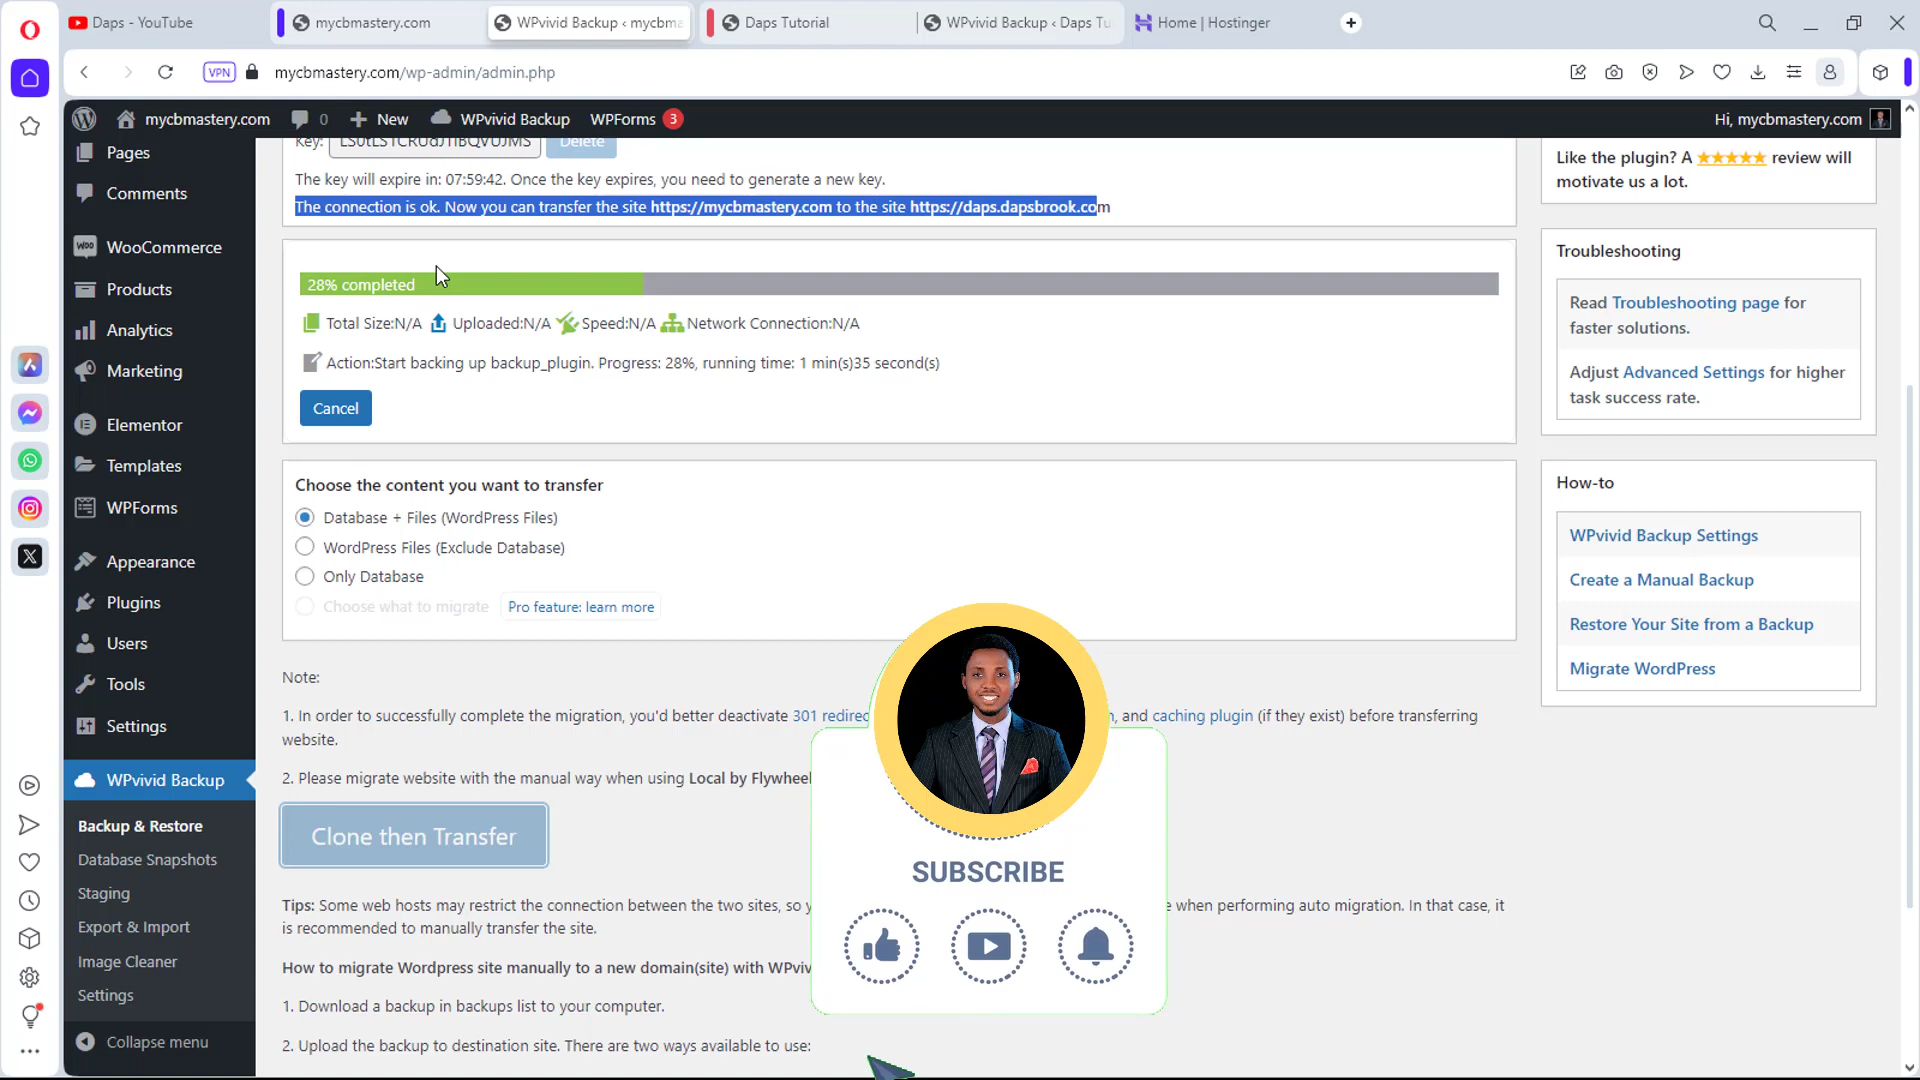 Daps - YouTube
mycbmastery.com
WPvivid Backup ‹ mycbma
Daps Tutorial
WPvivid Backup ‹ Daps Tu
Home | Hostinger
VPN
mycbmastery.com/wp-admin/admin.php
mycbmastery.com
0
New
WPvivid Backup
WPForms 3
Hi, mycbmastery.com
Pages
Comments
WooCommerce
Products
Analytics
Marketing
Elementor
Templates
WPForms
Appearance
Plugins
Users
Tools
Settings
WPvivid Backup
Backup & Restore
Database Snapshots
Staging
Export & Import
Image Cleaner
Settings
Collapse menu
Key:
Delete
The key will expire in: 07:59:42. Once the key expires, you need to generate a new key.
The connection is ok. Now you can transfer the site https://mycbmastery.com to the site https://daps.dapsbrook.com
28% completed
Total Size:N/A Uploaded:N/A Speed:N/A Network Connection:N/A
Action:Start backing up backup_plugin. Progress: 28%, running time: 1 min(s)35 second(s)
Cancel
Choose the content you want to transfer
Database + Files (WordPress Files)
WordPress Files (Exclude Database)
Only Database
Choose what to migrate Pro feature: learn more
Note:
1. In order to successfully complete the migration, you'd better deactivate 301 redirec , and caching plugin (if they exist) before transferring
website.
2. Please migrate website with the manual way when using Local by Flywheel
Clone then Transfer
Tips: Some web hosts may restrict the connection between the two sites, so when performing auto migration. In that case, it
is recommended to manually transfer the site.
How to migrate Wordpress site manually to a new domain(site) with WPviv
1. Download a backup in backups list to your computer.
2. Upload the backup to destination site. There are two ways available to use:
SUBSCRIBE
Like the plugin? A ★★★★★ review will
motivate us a lot.
Troubleshooting
Read Troubleshooting page for
faster solutions.
Adjust Advanced Settings for higher
task success rate.
How-to
WPvivid Backup Settings
Create a Manual Backup
Restore Your Site from a Backup
Migrate WordPress